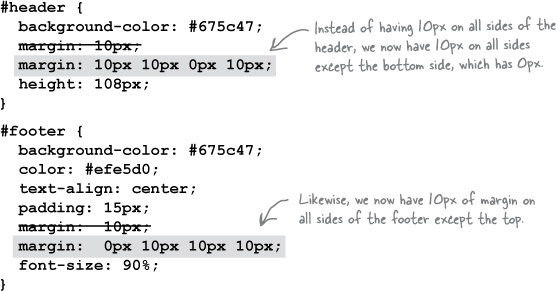 #header {
background-color: #675c47;
margin: 10px;
margin: 10px 10px 0px 10px;
height: 108px;
}
Instead of having 10px on all sides of the
header, we now have 10px on all sides
except the bottom side, which has 0px.
#footer {
background-color: #675c47;
color: #efe5d0;
text-align: center;
padding: 15px;
margin: 10px;
margin: 0px 10px 10px 10px;
font-size: 90%;
}
Likewise, we now have 10px of margin on
all sides of the footer except the top.